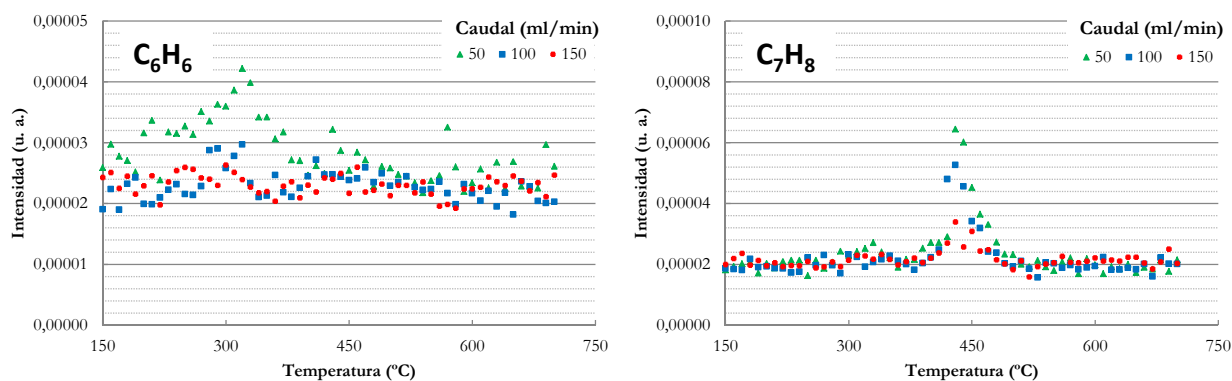 0,00005
0,00004
0,00003
0,00002
0,00001
0,00000
Intensidad (u. a.)
C6H6
Caudal (ml/min)
50 100 150
150 300 450 600 750
Temperatura (ºC)
0,00010
0,00008
0,00006
0,00004
0,00002
0,00000
Intensidad (u. a.)
C7H8
Caudal (ml/min)
50 100 150
150 300 450 600 750
Temperatura (ºC)